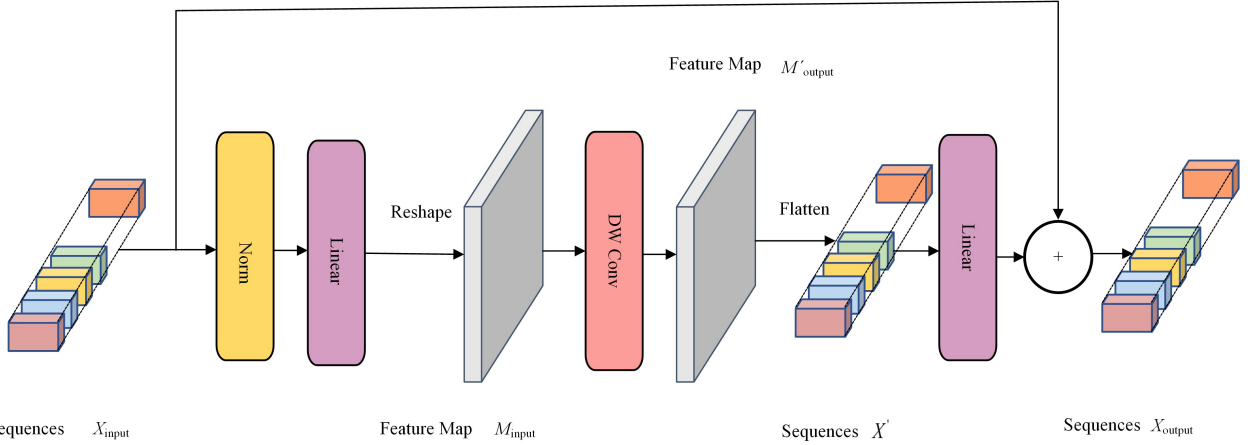 Feature Map M′output
Reshape
Flatten
Norm
Linear
DW Conv
Linear
+
equences Xinput
Feature Map Minput
Sequences X'
Sequences Xoutput